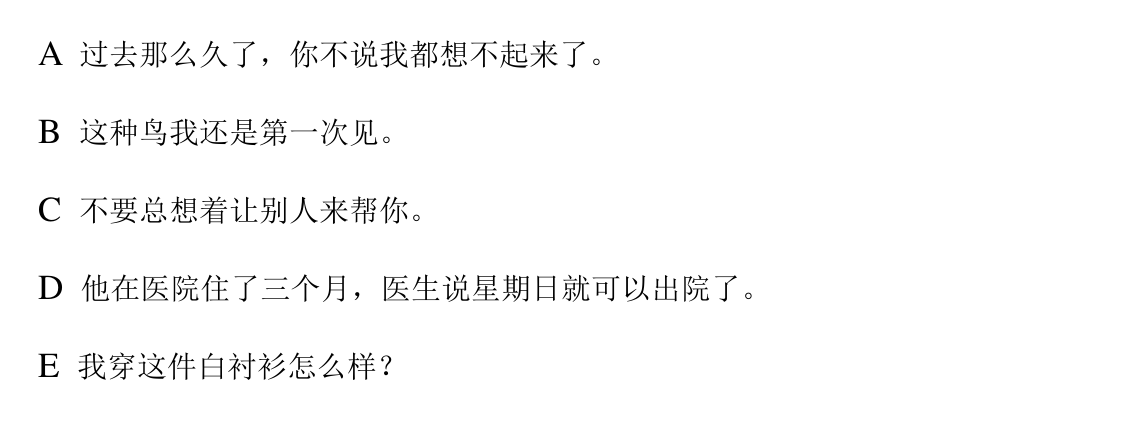 A 过去那么久了，你不说我都想不起来了。
B 这种鸟我还是第一次见。
C 不要总想着让别人来帮你。
D 他在医院住了三个月，医生说星期日就可以出院了。
E 我穿这件白衬衫怎么样？